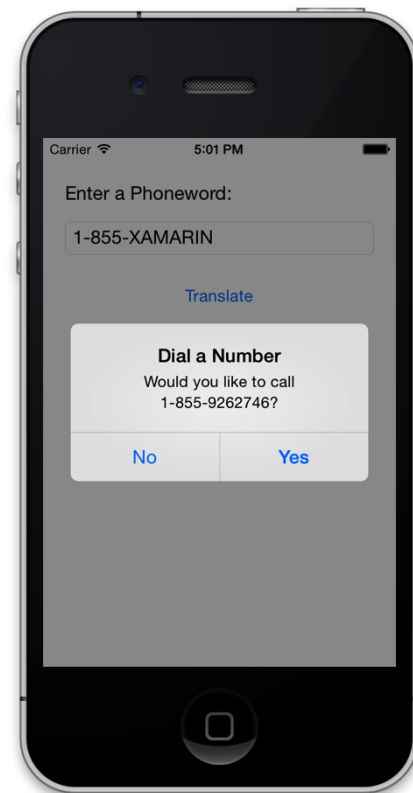 Carrier 5:01 PM
Enter a Phoneword:
1-855-XAMARIN
Translate
Dial a Number
Would you like to call
1-855-9262746?
No Yes